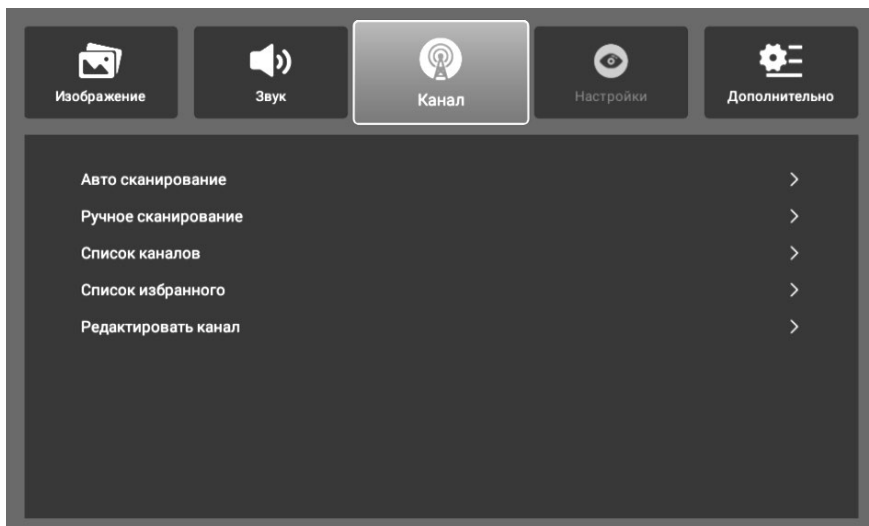 Изображение
Звук
Канал
Настройки
Дополнительно
Авто сканирование
Ручное сканирование
Список каналов
Список избранного
Редактировать канал